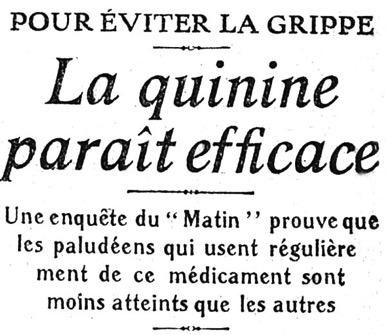 POUR ÉVITER LA GRIPPE
La quinine
paraît efficace
Une enquête du “ Matin ” prouve que
les paludéens qui usent régulière
ment de ce médicament sont
moins atteints que les autres